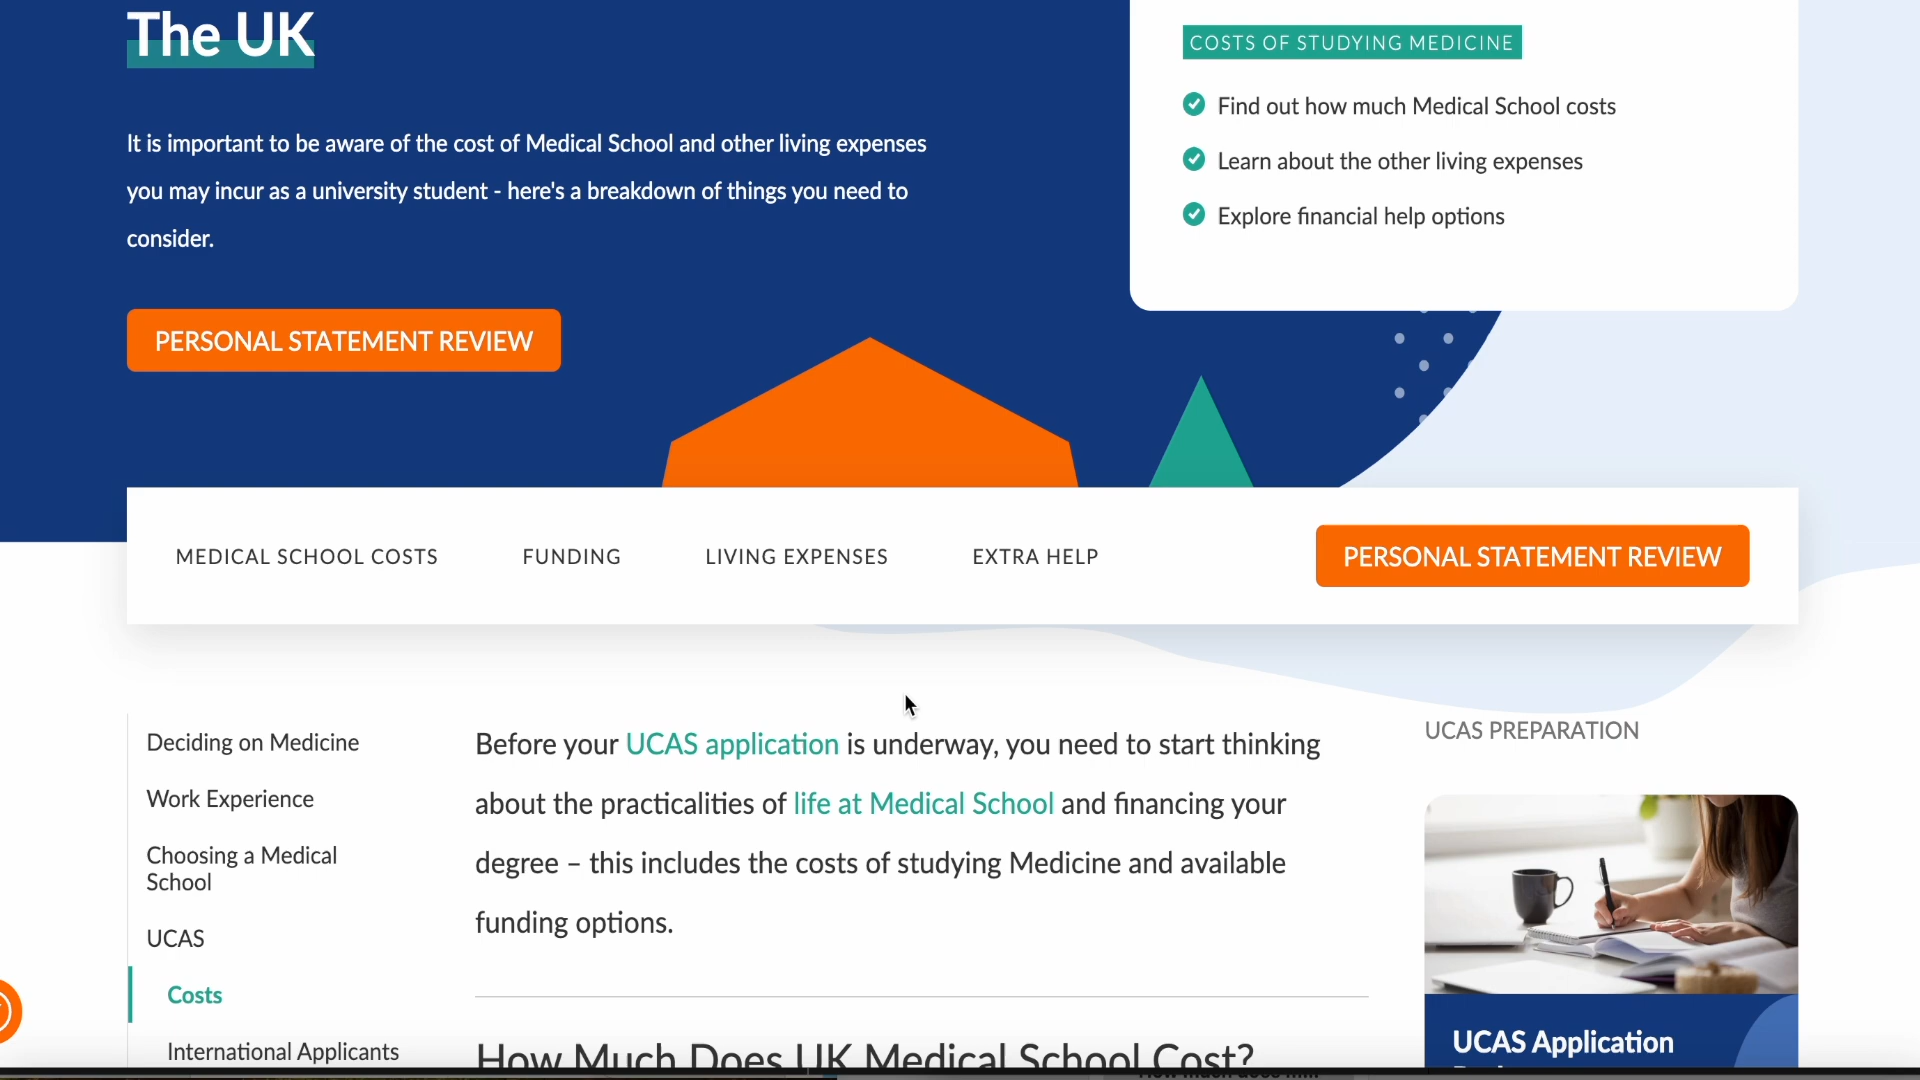 The UK
It is important to be aware of the cost of Medical School and other living expenses
you may incur as a university student - here's a breakdown of things you need to
consider.
PERSONAL STATEMENT REVIEW
COSTS OF STUDYING MEDICINE
Find out how much Medical School costs
Learn about the other living expenses
Explore financial help options
MEDICAL SCHOOL COSTS
FUNDING
LIVING EXPENSES
EXTRA HELP
PERSONAL STATEMENT REVIEW
Deciding on Medicine
Work Experience
Choosing a Medical
School
UCAS
Costs
International Applicants
Before your UCAS application is underway, you need to start thinking
about the practicalities of life at Medical School and financing your
degree – this includes the costs of studying Medicine and available
funding options.
How Much Does UK Medical School Cost?
UCAS PREPARATION
UCAS Application